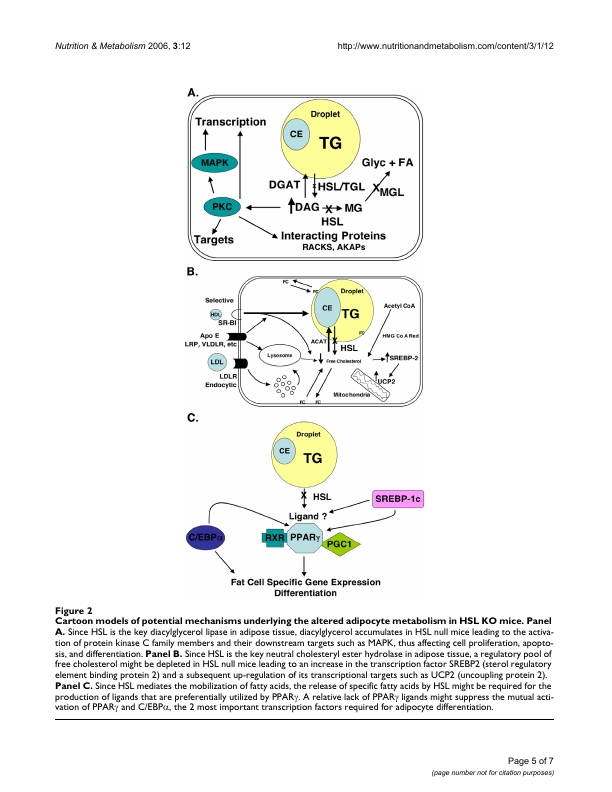 Nutrition & Metabolism 2006, 3:12
http://www.nutritionandmetabolism.com/content/3/1/12
A.
Transcription
Droplet
CE
TG
MAPK
Glyc + FA
DGAT
HSL/TGL
MGL
PKC
DAG
MG
HSL
Targets
Interacting Proteins
RACKS, AKAPs
B.
FC
FC
Droplet
Selective
CE
TG
Acetyl CoA
HDL
SR-BI
FC
Apo E
LRP, VLDLR, etc
HMG Co A Red
ACAT
HSL
Lysosome
Free Cholesterol
SREBP-2
LDL
LDLR
Endocytic
UCP2
Mitochondria
FC
FC
C.
Droplet
CE
TG
HSL
SREBP-1c
Ligand ?
C/EBPα
RXR
PPARγ
PGC1
Fat Cell Specific Gene Expression
Differentiation
Figure 2
Cartoon models of potential mechanisms underlying the altered adipocyte metabolism in HSL KO mice. Panel
A. Since HSL is the key diacylglycerol lipase in adipose tissue, diacylglycerol accumulates in HSL null mice leading to the activa-
tion of protein kinase C family members and their downstream targets such as MAPK, thus affecting cell proliferation, apopto-
sis, and differentiation. Panel B. Since HSL is the key neutral cholesteryl ester hydrolase in adipose tissue, a regulatory pool of
free cholesterol might be depleted in HSL null mice leading to an increase in the transcription factor SREBP2 (sterol regulatory
element binding protein 2) and a subsequent up-regulation of its transcriptional targets such as UCP2 (uncoupling protein 2).
Panel C. Since HSL mediates the mobilization of fatty acids, the release of specific fatty acids by HSL might be required for the
production of ligands that are preferentially utilized by PPARγ. A relative lack of PPARγ ligands might suppress the mutual acti-
vation of PPARγ and C/EBPα, the 2 most important transcription factors required for adipocyte differentiation.
Page 5 of 7
(page number not for citation purposes)